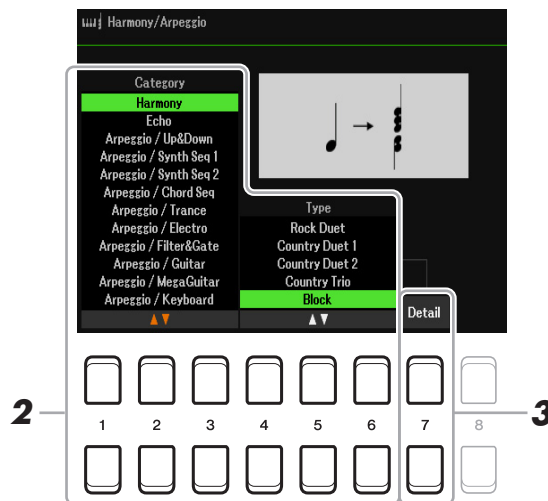 Harmony/Arpeggio
Category
Harmony
Echo
Arpeggio / Up&Down
Arpeggio / Synth Seq 1
Arpeggio / Synth Seq 2
Arpeggio / Chord Seq
Arpeggio / Trance
Arpeggio / Electro
Arpeggio / Filter&Gate
Arpeggio / Guitar
Arpeggio / MegaGuitar
Arpeggio / Keyboard
Type
Rock Duet
Country Duet 1
Country Duet 2
Country Trio
Block
Detail
2
1 2 3 4 5 6 7 8
3